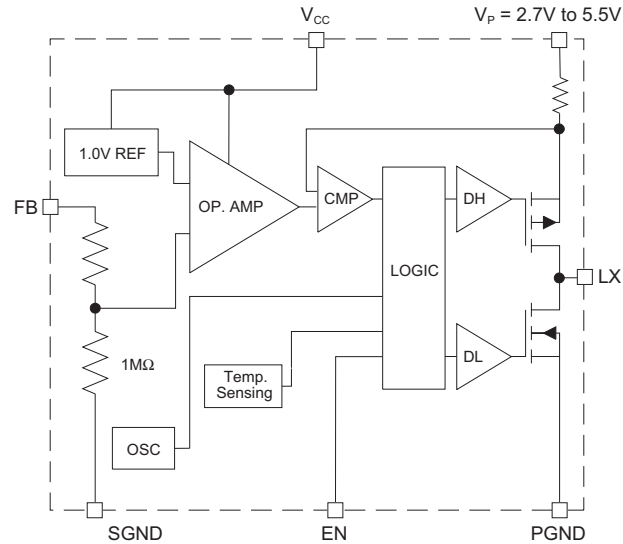 V_CC
V_P = 2.7V to 5.5V
1.0V REF
FB
OP. AMP
CMP
DH
LOGIC
LX
1MΩ
Temp.
Sensing
DL
OSC
SGND
EN
PGND